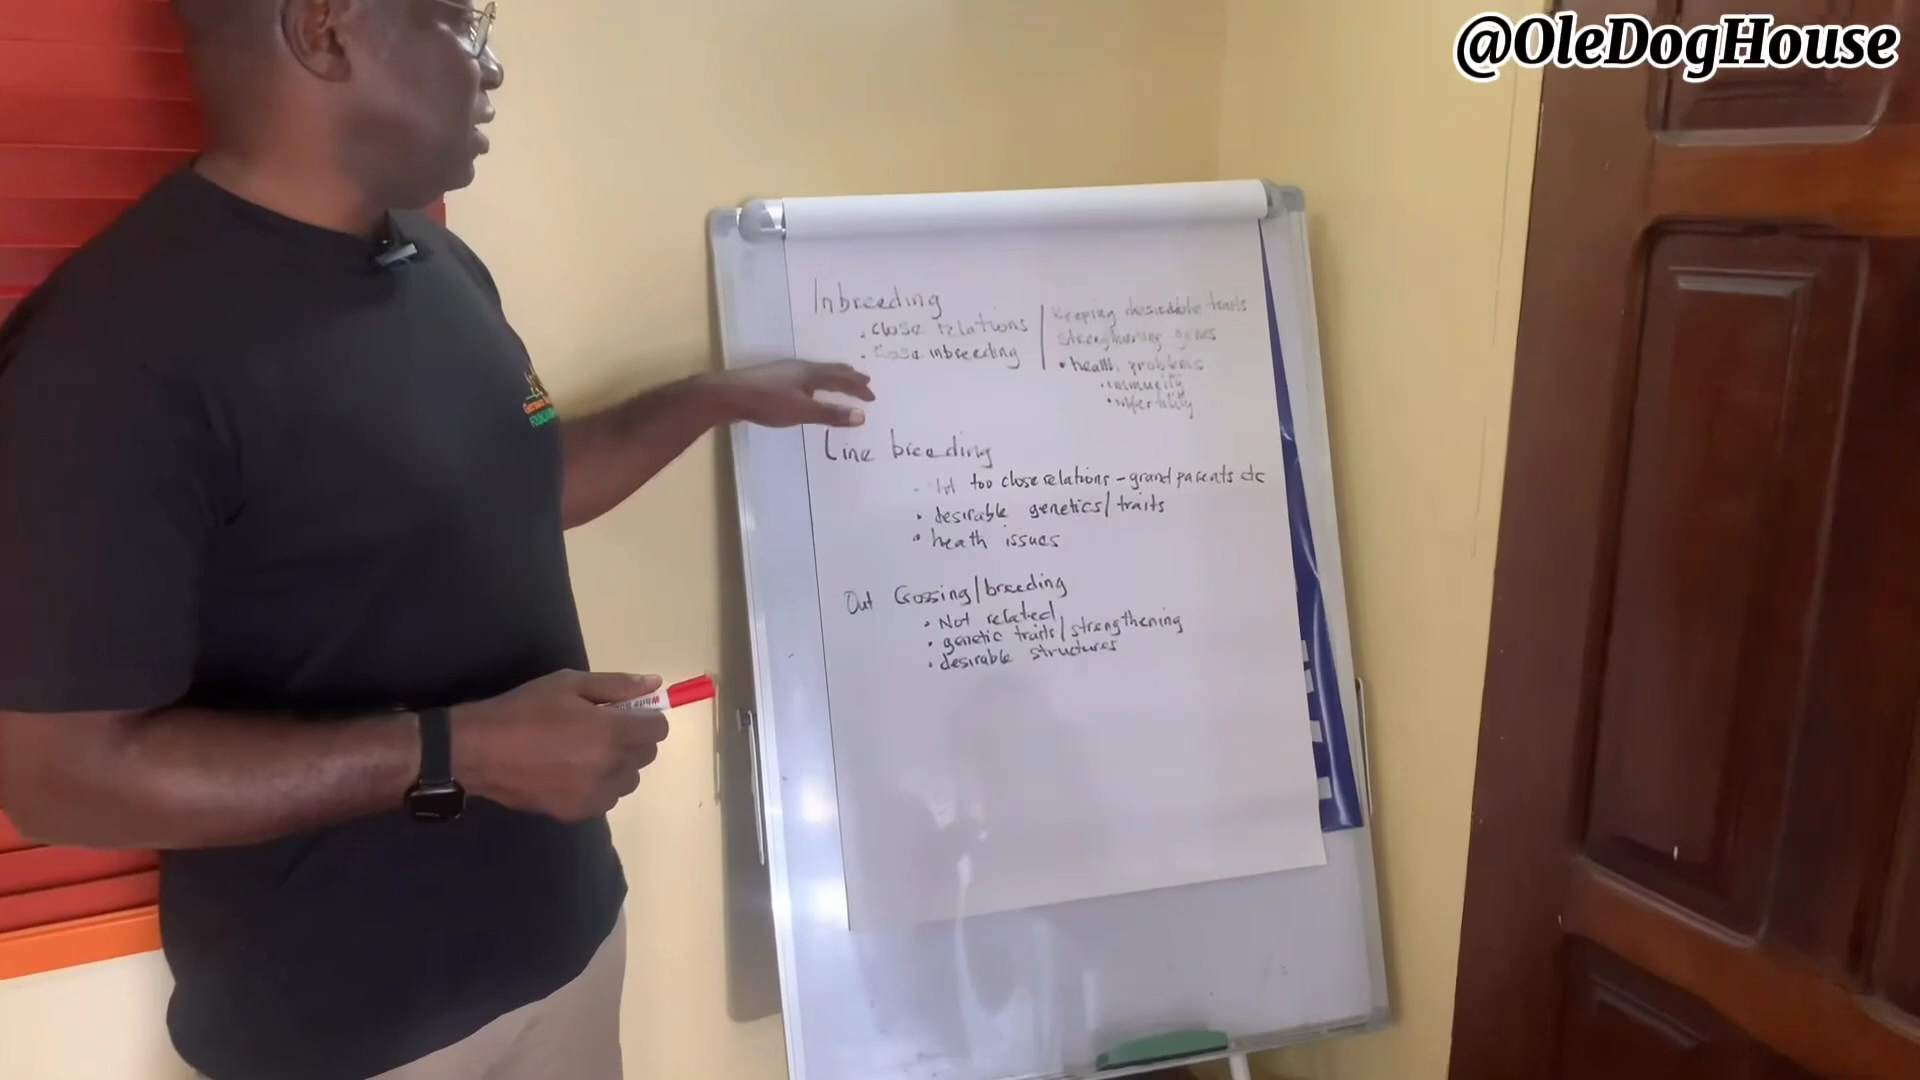 @OleDogHouse
Inbreeding
• close relations
• Close inbreeding
Keeping desirable traits
strengthening genes
• health problems
• immunity
• infertility
Line breeding
too close relations - grand parents etc
• desirable genetics/traits
• heath issues
Out Crossing/breeding
• Not related
• genetic traits/strengthening
• desirable structures
White